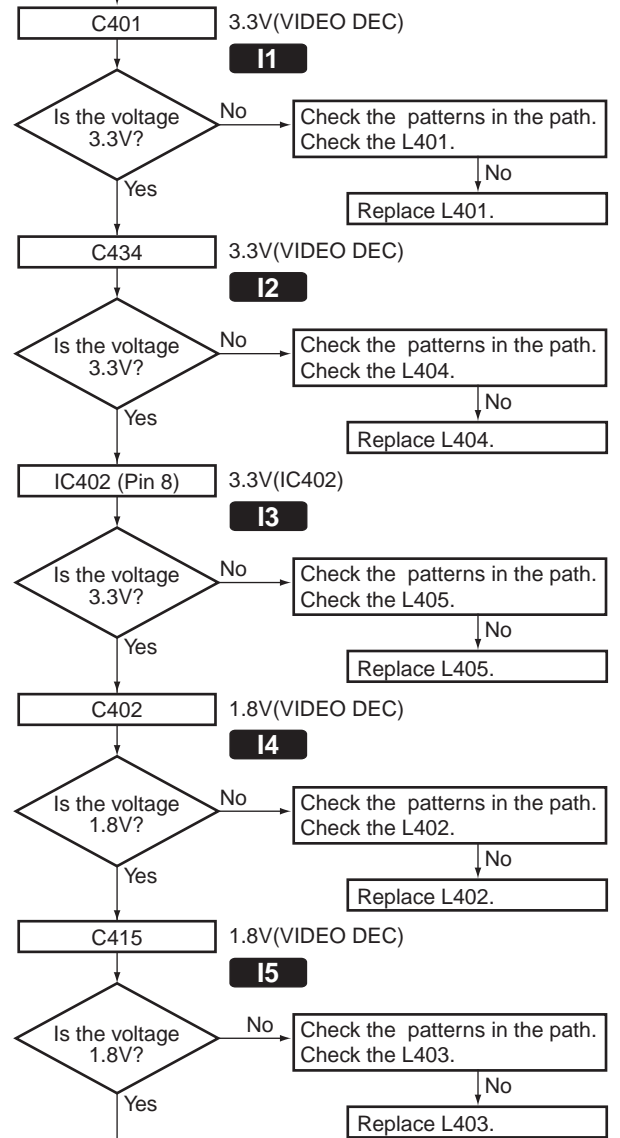 C401 3.3V(VIDEO DEC)
I1
Is the voltage
3.3V?
No
Check the patterns in the path.
Check the L401.
No
Yes
Replace L401.
C434 3.3V(VIDEO DEC)
I2
Is the voltage
3.3V?
No
Check the patterns in the path.
Check the L404.
No
Yes
Replace L404.
IC402 (Pin 8) 3.3V(IC402)
I3
Is the voltage
3.3V?
No
Check the patterns in the path.
Check the L405.
No
Yes
Replace L405.
C402 1.8V(VIDEO DEC)
I4
Is the voltage
1.8V?
No
Check the patterns in the path.
Check the L402.
No
Yes
Replace L402.
C415 1.8V(VIDEO DEC)
I5
Is the voltage
1.8V?
No
Check the patterns in the path.
Check the L403.
No
Yes
Replace L403.